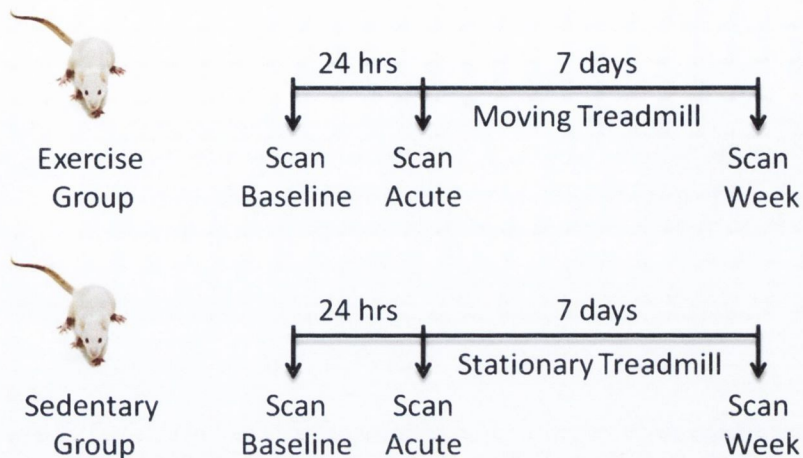 24 hrs
7 days
Moving Treadmill
Exercise
Group
Scan
Baseline
Scan
Acute
Scan
Week
24 hrs
7 days
Stationary Treadmill
Sedentary
Group
Scan
Baseline
Scan
Acute
Scan
Week